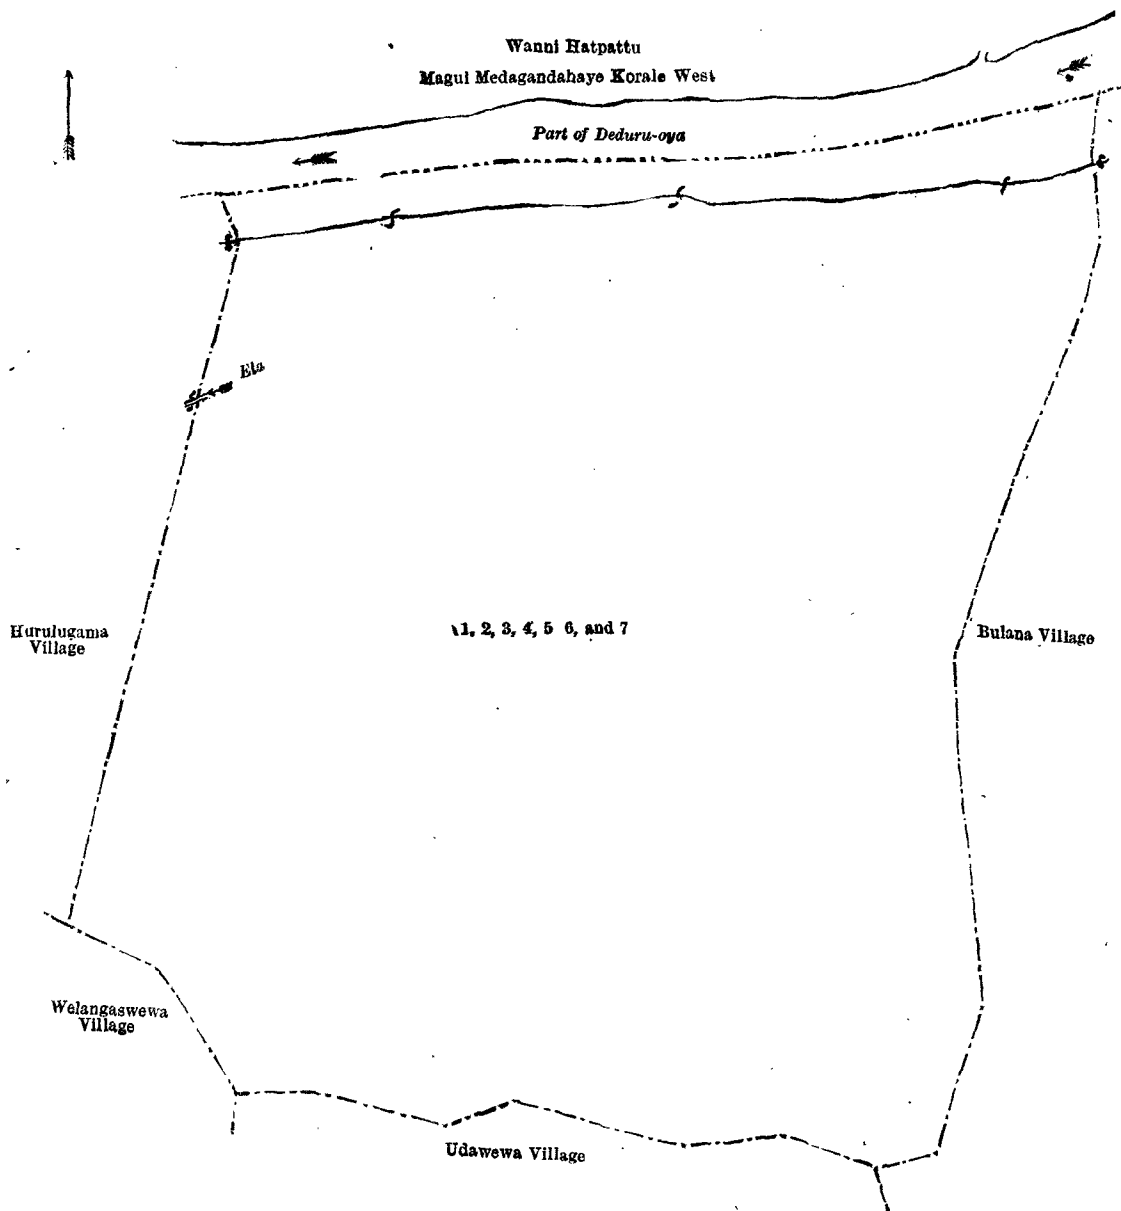 Wanni Hatpattu
Magul Medagandahaye Korale West
Part of Deduru-oya
Ela
Hurulugama
Village
1, 2, 3, 4, 5 6, and 7
Bulana Village
Welangaswewa
Village
Udawewa Village